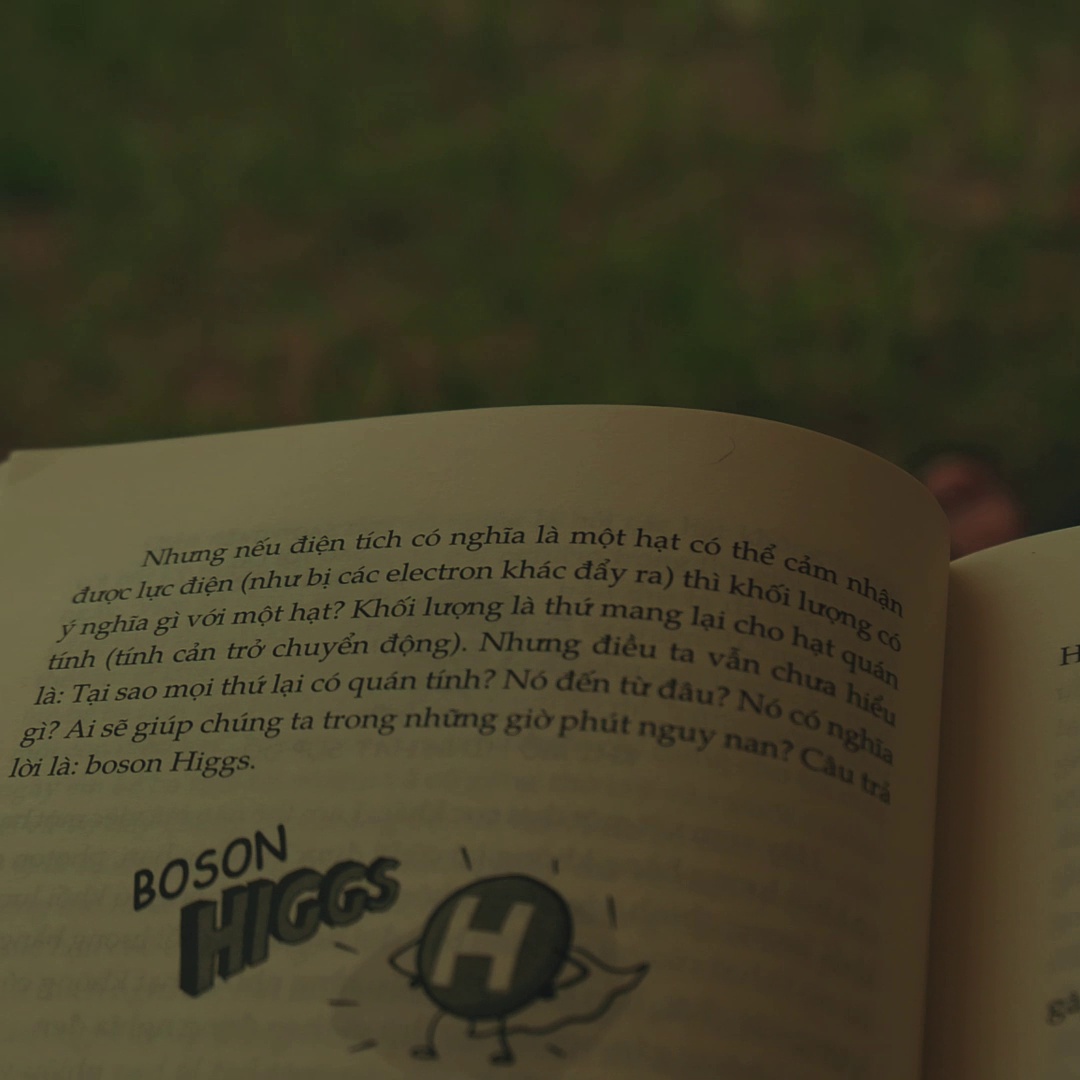 Nhưng nếu điện tích có nghĩa là một hạt có thể cảm nhận
được lực điện (như bị các electron khác đẩy ra) thì khối lượng có
ý nghĩa gì với một hạt? Khối lượng là thứ mang lại cho hạt quán
tính (tính cản trở chuyển động). Nhưng điều ta vẫn chưa hiểu
là: Tại sao mọi thứ lại có quán tính? Nó đến từ đâu? Nó có nghĩa
gì? Ai sẽ giúp chúng ta trong những giờ phút nguy nan? Câu trả
lời là: boson Higgs.
BOSON
HIGGS
H
H